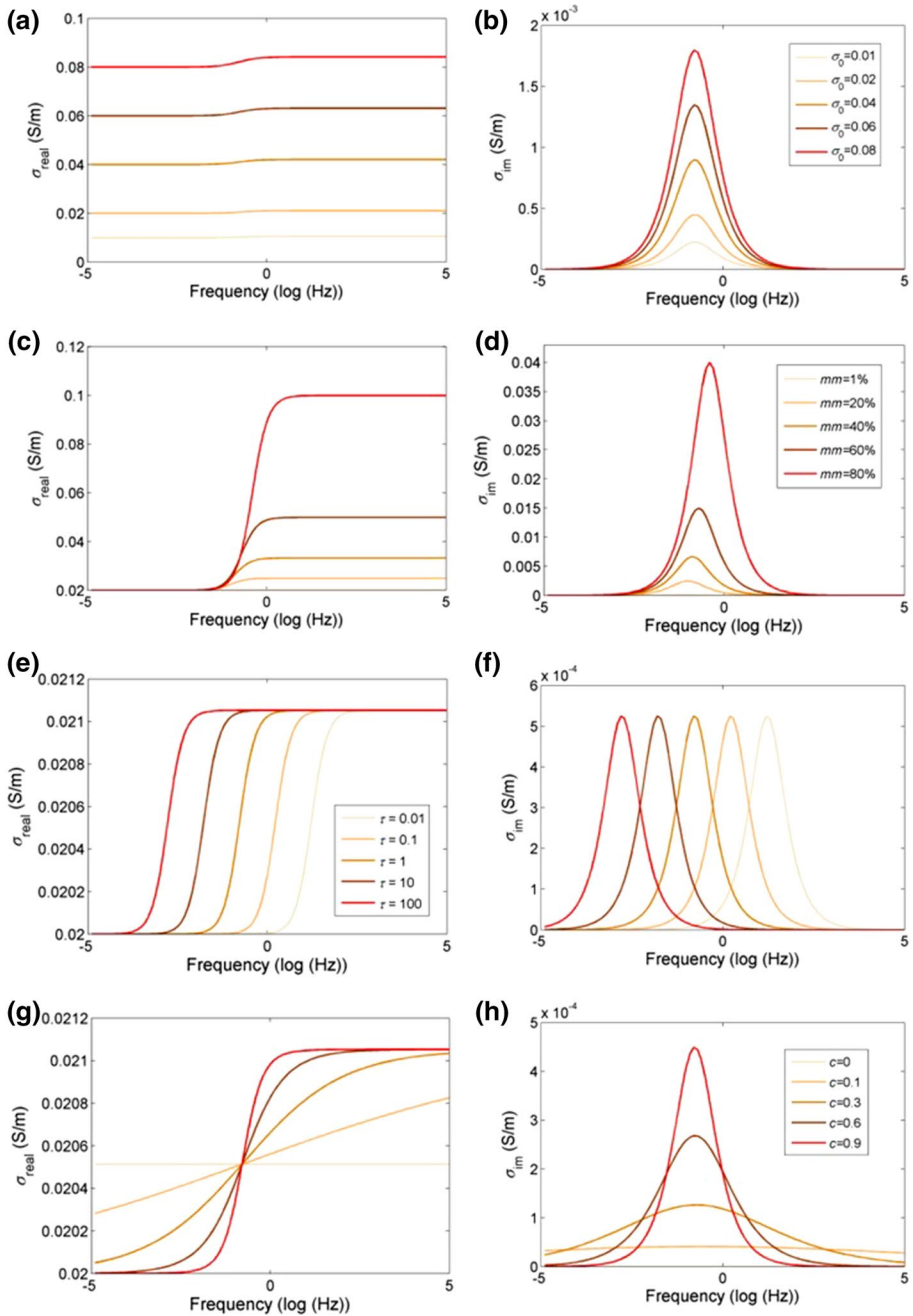 (a)
0.1
0.08
0.06
0.04
0.02
0
σreal (S/m)
-5 0 5
Frequency (log (Hz))
(b)
x 10⁻³
2
1.5
1
0.5
0
σim (S/m)
σ₀=0.01
σ₀=0.02
σ₀=0.04
σ₀=0.06
σ₀=0.08
-5 0 5
Frequency (log (Hz))
(c)
0.12
0.1
0.08
0.06
0.04
0.02
σreal (S/m)
-5 0 5
Frequency (log (Hz))
(d)
0.04
0.035
0.03
0.025
0.02
0.015
0.01
0.005
0
σim (S/m)
mm=1%
mm=20%
mm=40%
mm=60%
mm=80%
-5 0 5
Frequency (log (Hz))
(e)
0.0212
0.021
0.0208
0.0206
0.0204
0.0202
0.02
σreal (S/m)
τ = 0.01
τ = 0.1
τ = 1
τ = 10
τ = 100
-5 0 5
Frequency (log (Hz))
(f)
x 10⁻⁴
6
5
4
3
2
1
0
σim (S/m)
-5 0 5
Frequency (log (Hz))
(g)
0.0212
0.021
0.0208
0.0206
0.0204
0.0202
0.02
σreal (S/m)
-5 0 5
Frequency (log (Hz))
(h)
x 10⁻⁴
5
4
3
2
1
0
σim (S/m)
c=0
c=0.1
c=0.3
c=0.6
c=0.9
-5 0 5
Frequency (log (Hz))